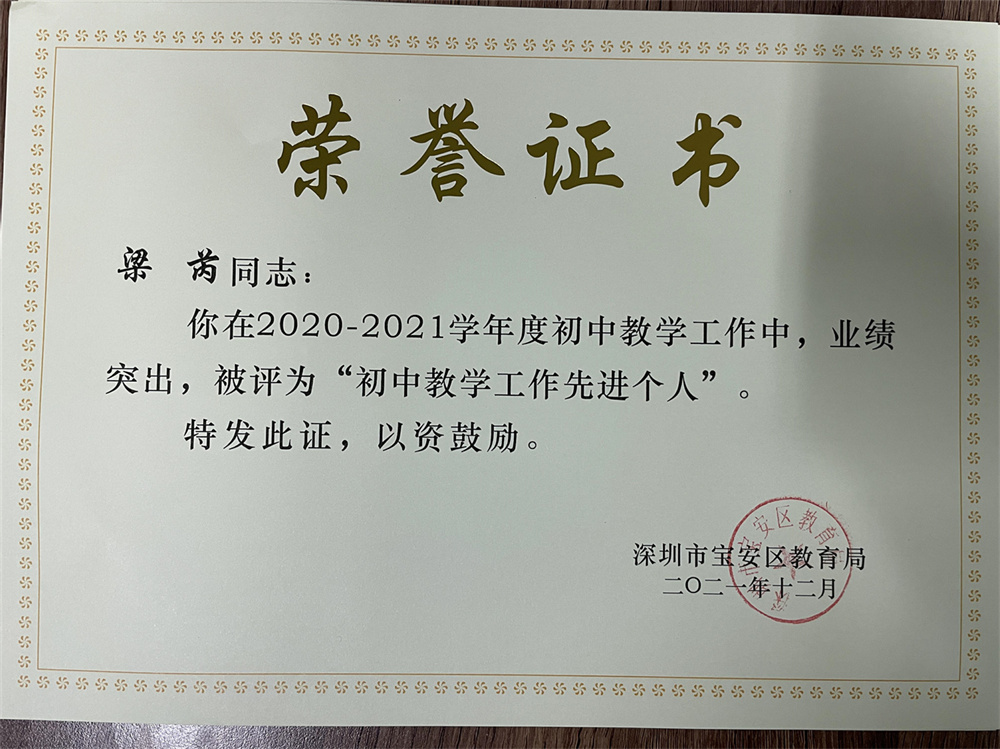 荣誉证书
梁 芮同志：
你在2020-2021学年度初中教学工作中，业绩
突出，被评为“初中教学工作先进个人”。
特发此证，以资鼓励。
深圳市宝安区教育局
二〇二一年十二月